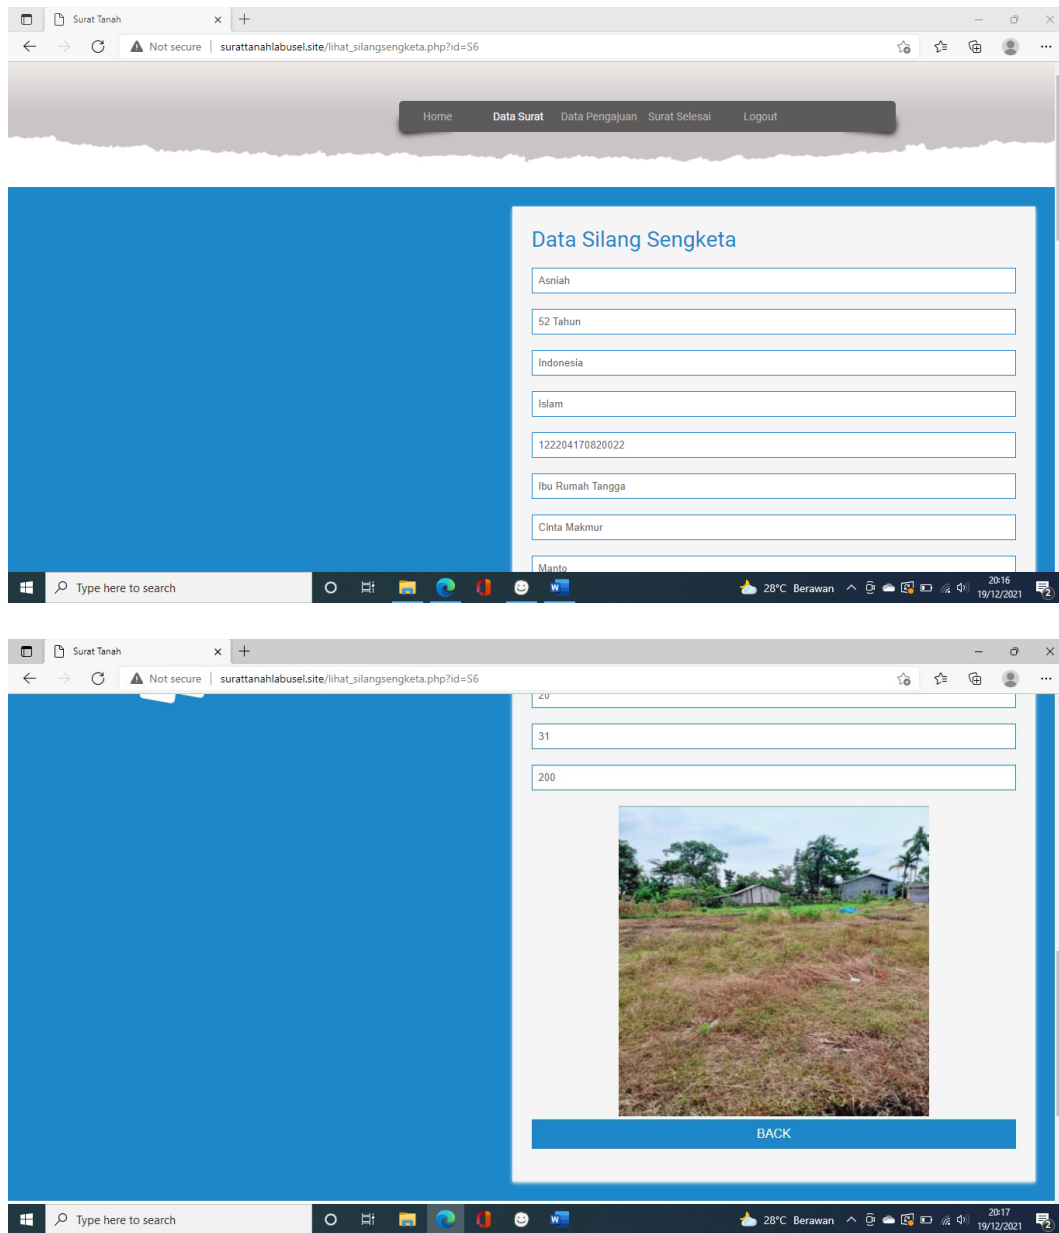 Surat Tanah
Not secure | surattanahlabusel.site/lihat_silangsengketa.php?id=S6
Home Data Surat Data Pengajuan Surat Selesai Logout
Data Silang Sengketa
Asniah
52 Tahun
Indonesia
Islam
122204170820022
Ibu Rumah Tangga
Cinta Makmur
Manto
Type here to search
28°C Berawan
20:16
19/12/2021
2
Surat Tanah
Not secure | surattanahlabusel.site/lihat_silangsengketa.php?id=S6
20
31
200
BACK
Type here to search
28°C Berawan
20:17
19/12/2021
2